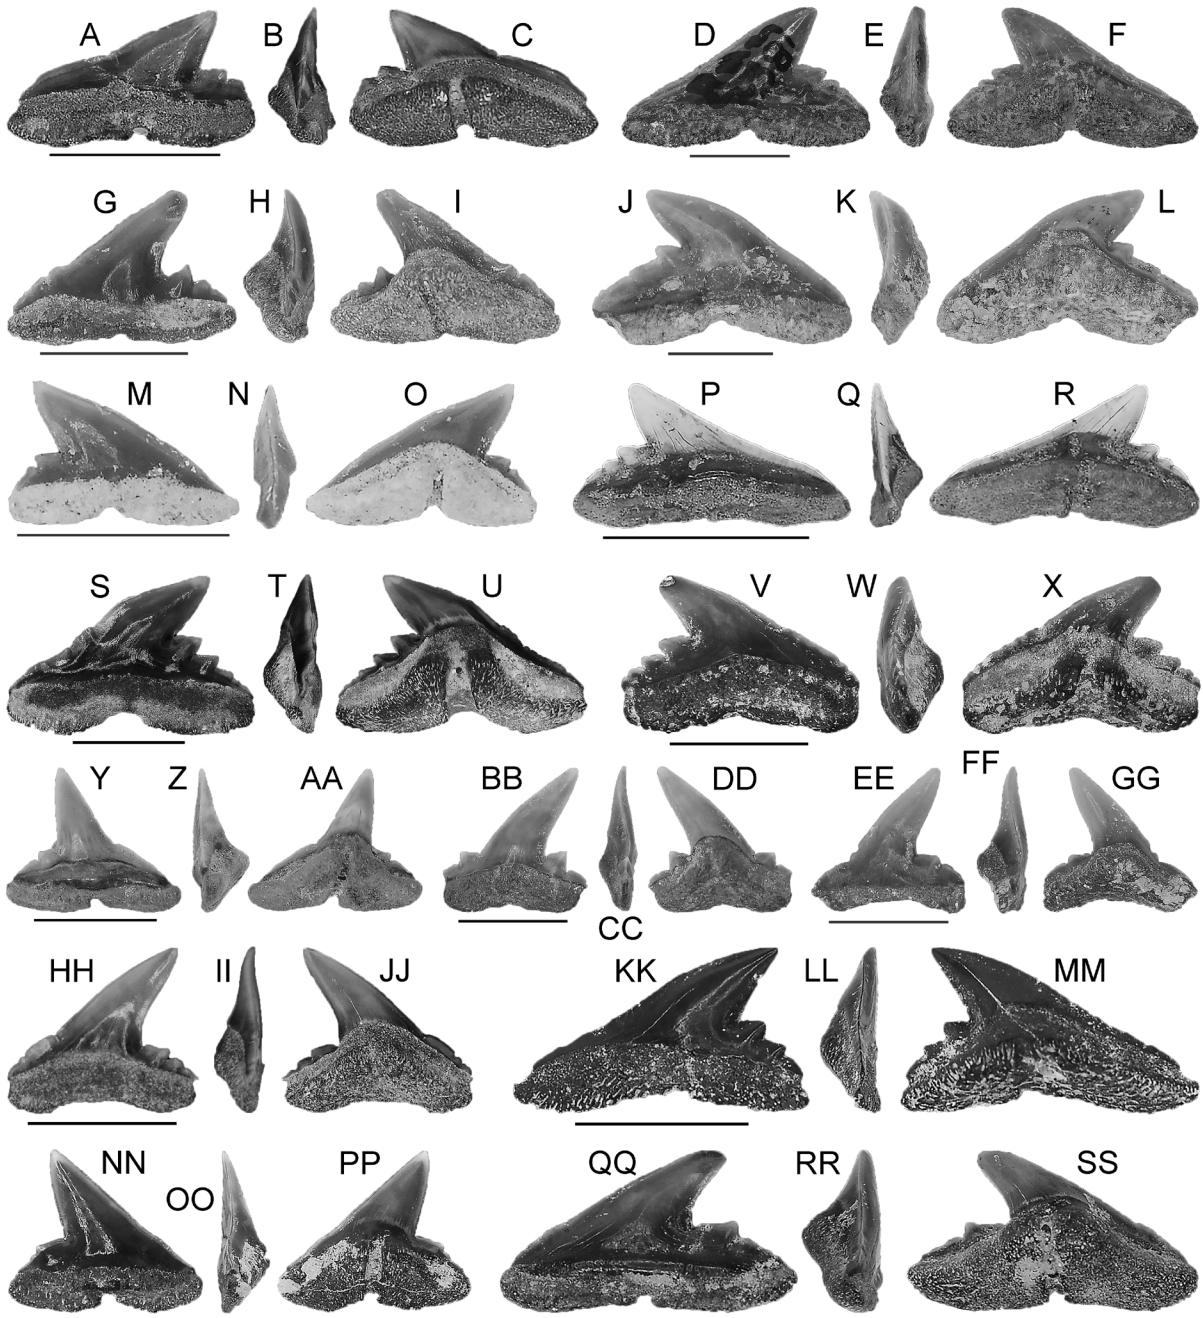 A B C D E F
G H I J K L
M N O P Q R
S T U V W X
Y Z AA BB DD EE FF GG
CC
HH II JJ KK LL MM
NN OO PP QQ RR SS